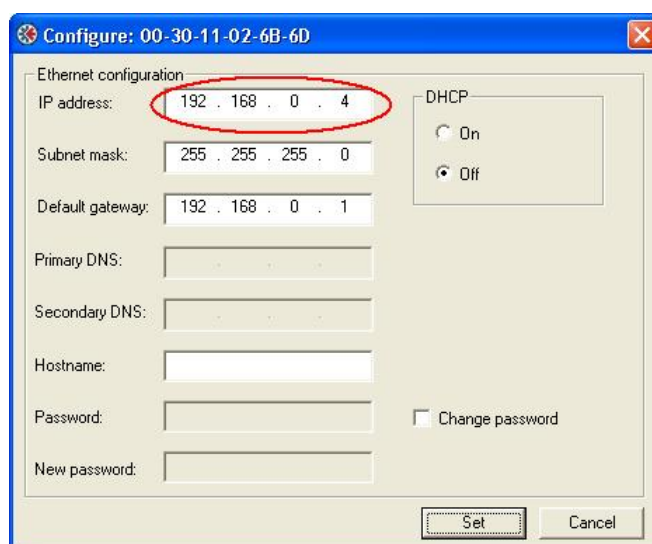 Configure: 00-30-11-02-6B-6D
Ethernet configuration
IP address: 192 . 168 . 0 . 4
DHCP
On
Subnet mask: 255 . 255 . 255 . 0
Off
Default gateway: 192 . 168 . 0 . 1
Primary DNS: . . .
Secondary DNS: . . .
Hostname:
Password:
Change password
New password:
Set
Cancel